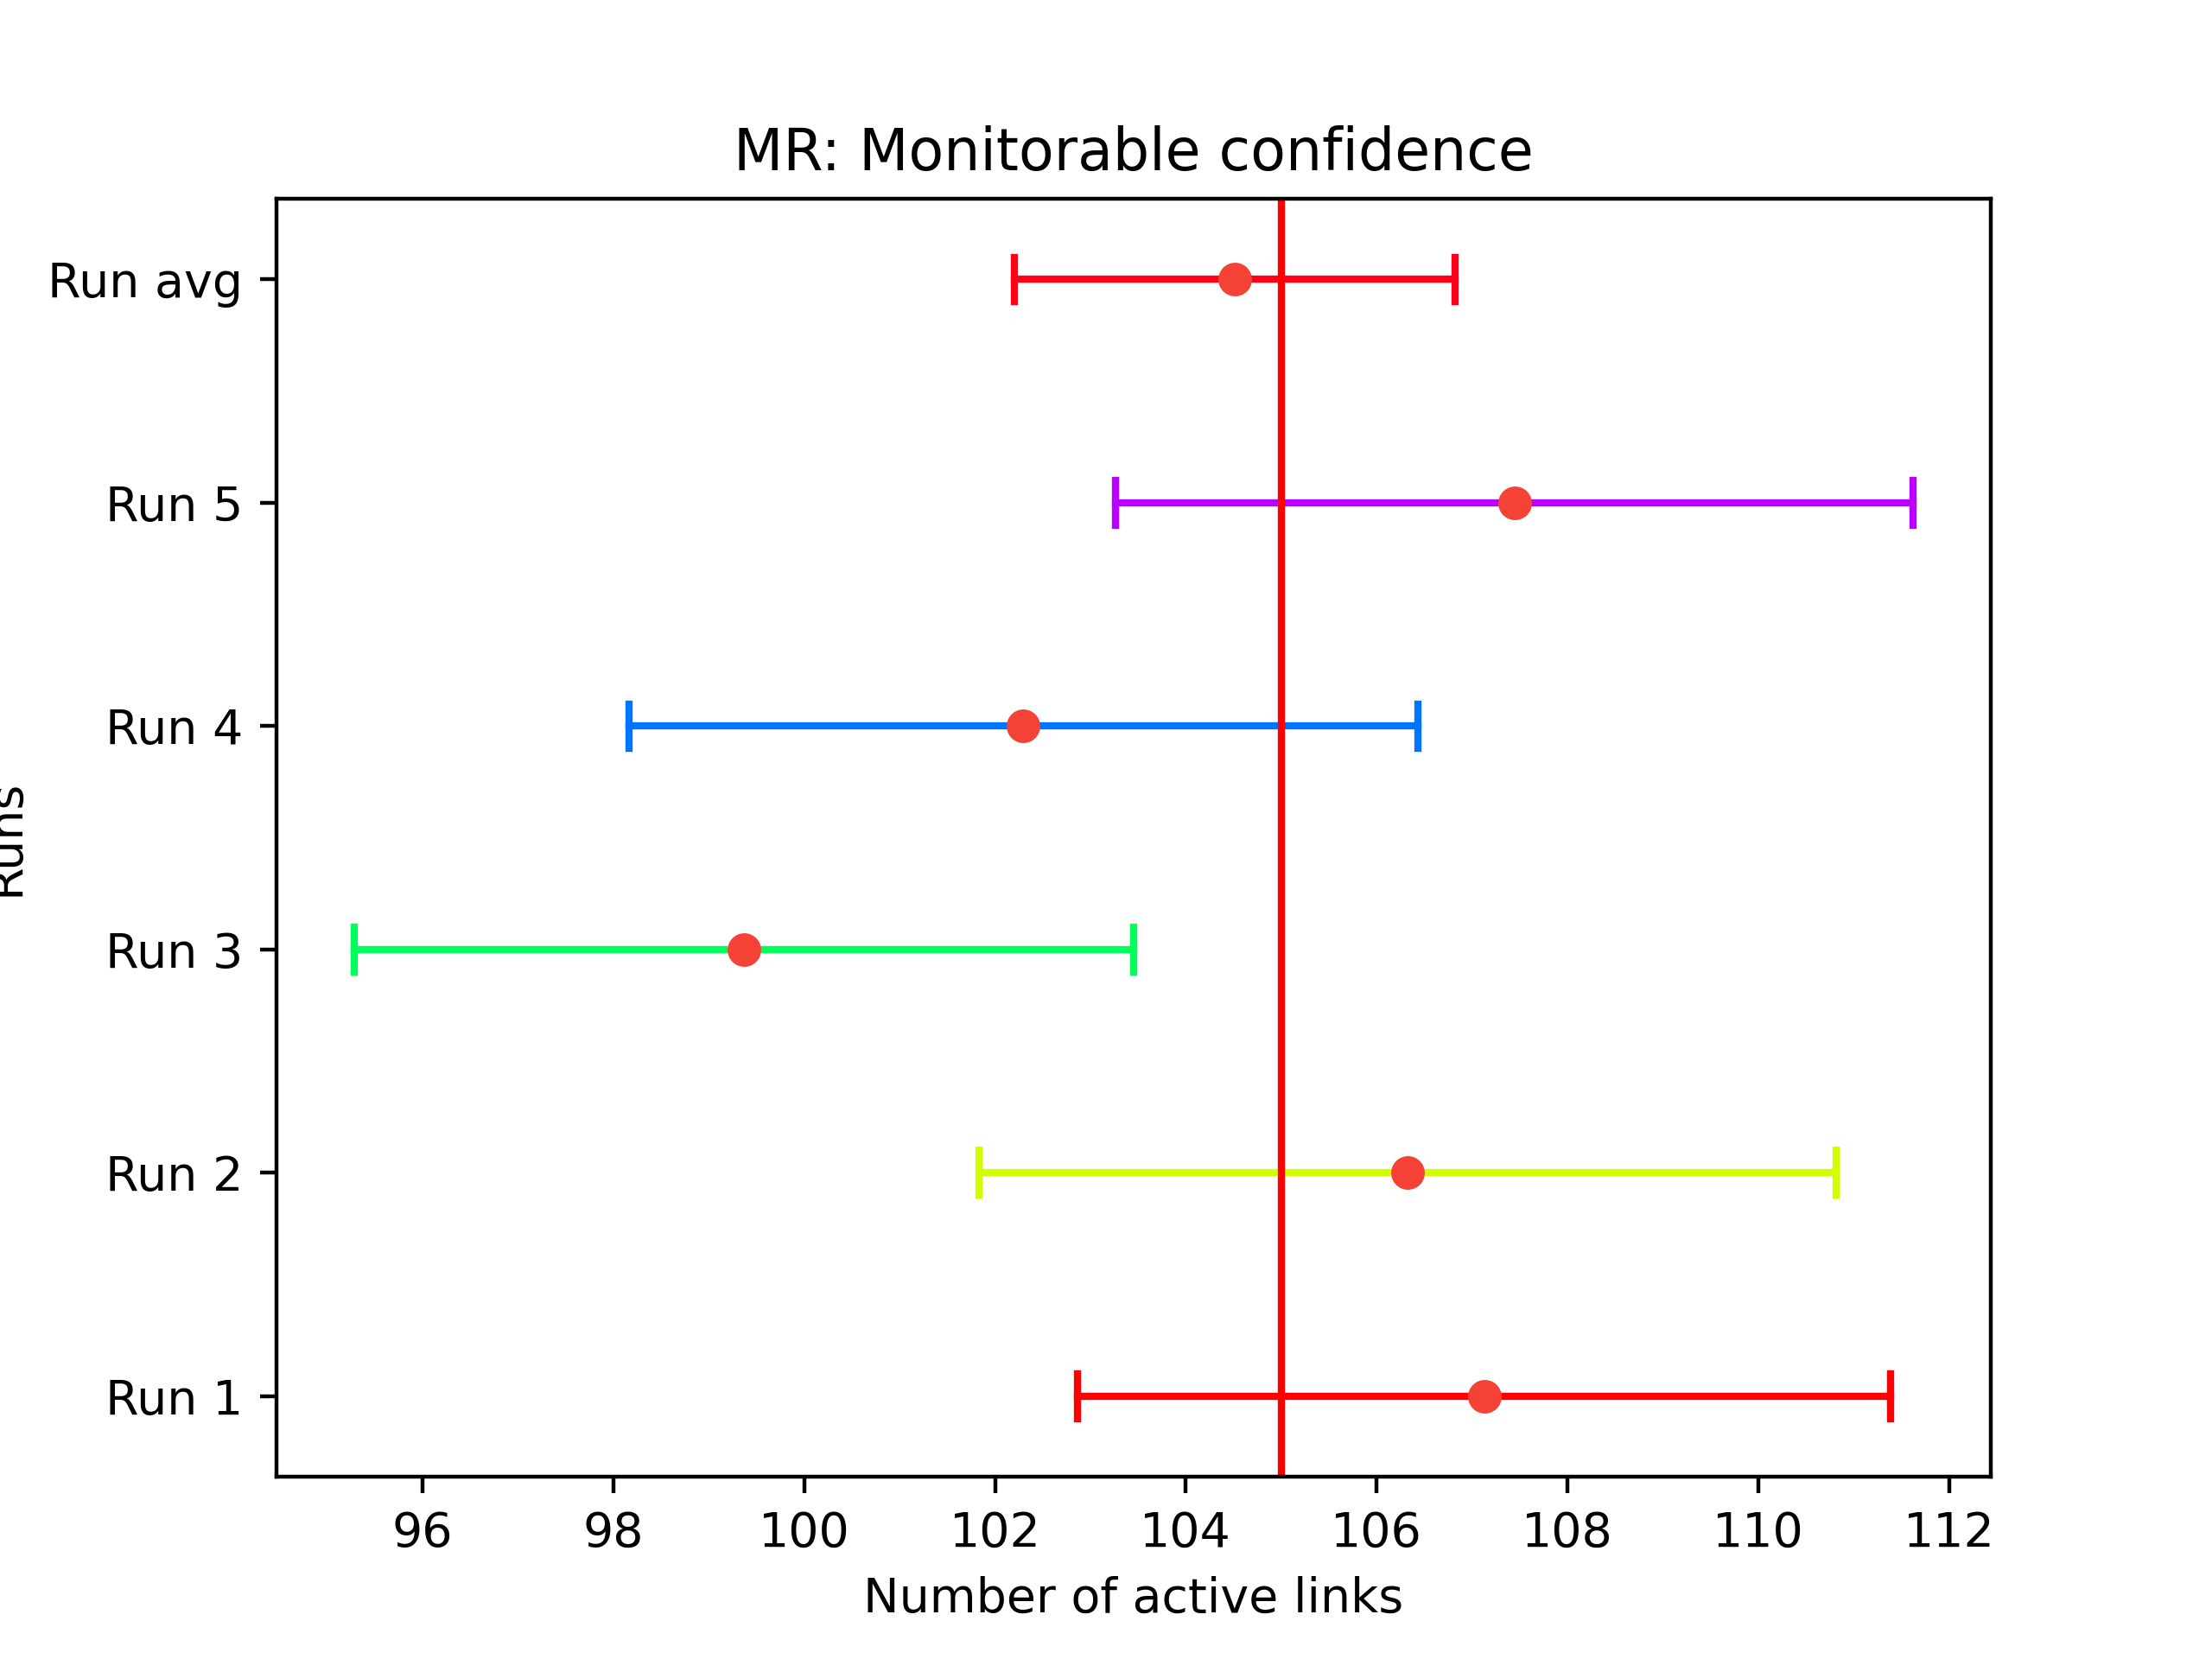 MR: Monitorable confidence
Run avg
Run 5
Run 4
Runs
Run 3
Run 2
Run 1
96 98 100 102 104 106 108 110 112
Number of active links